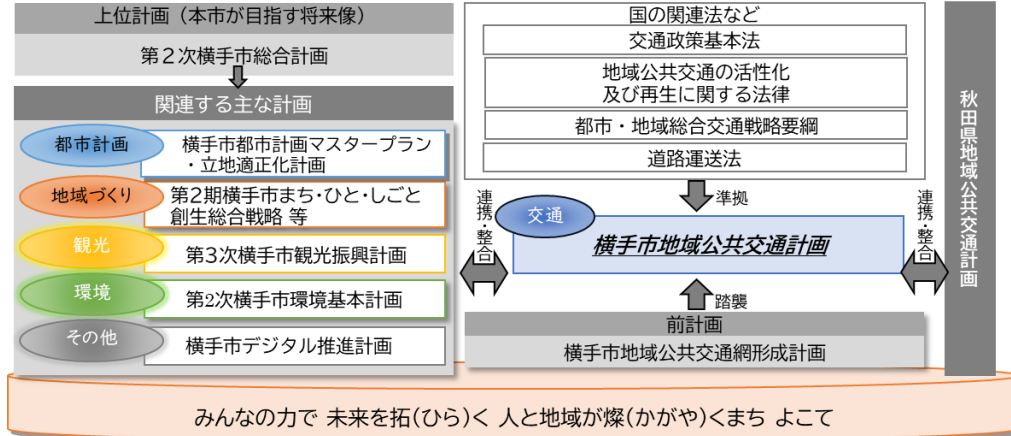 上位計画（本市が目指す将来像）
第２次横手市総合計画
関連する主な計画
都市計画
横手市都市計画マスタープラン
・立地適正化計画
地域づくり
第２期横手市まち・ひと・しごと
創生総合戦略 等
観光
第３次横手市観光振興計画
環境
第2次横手市環境基本計画
その他
横手市デジタル推進計画
国の関連法など
交通政策基本法
地域公共交通の活性化
及び再生に関する法律
都市・地域総合交通戦略要綱
道路運送法
準拠
連携・整合
交通
横手市地域公共交通計画
連携・整合
踏襲
前計画
横手市地域公共交通網形成計画
秋田県地域公共交通計画
みんなの力で 未来を拓(ひら)く 人と地域が燦(かがや)くまち よこて